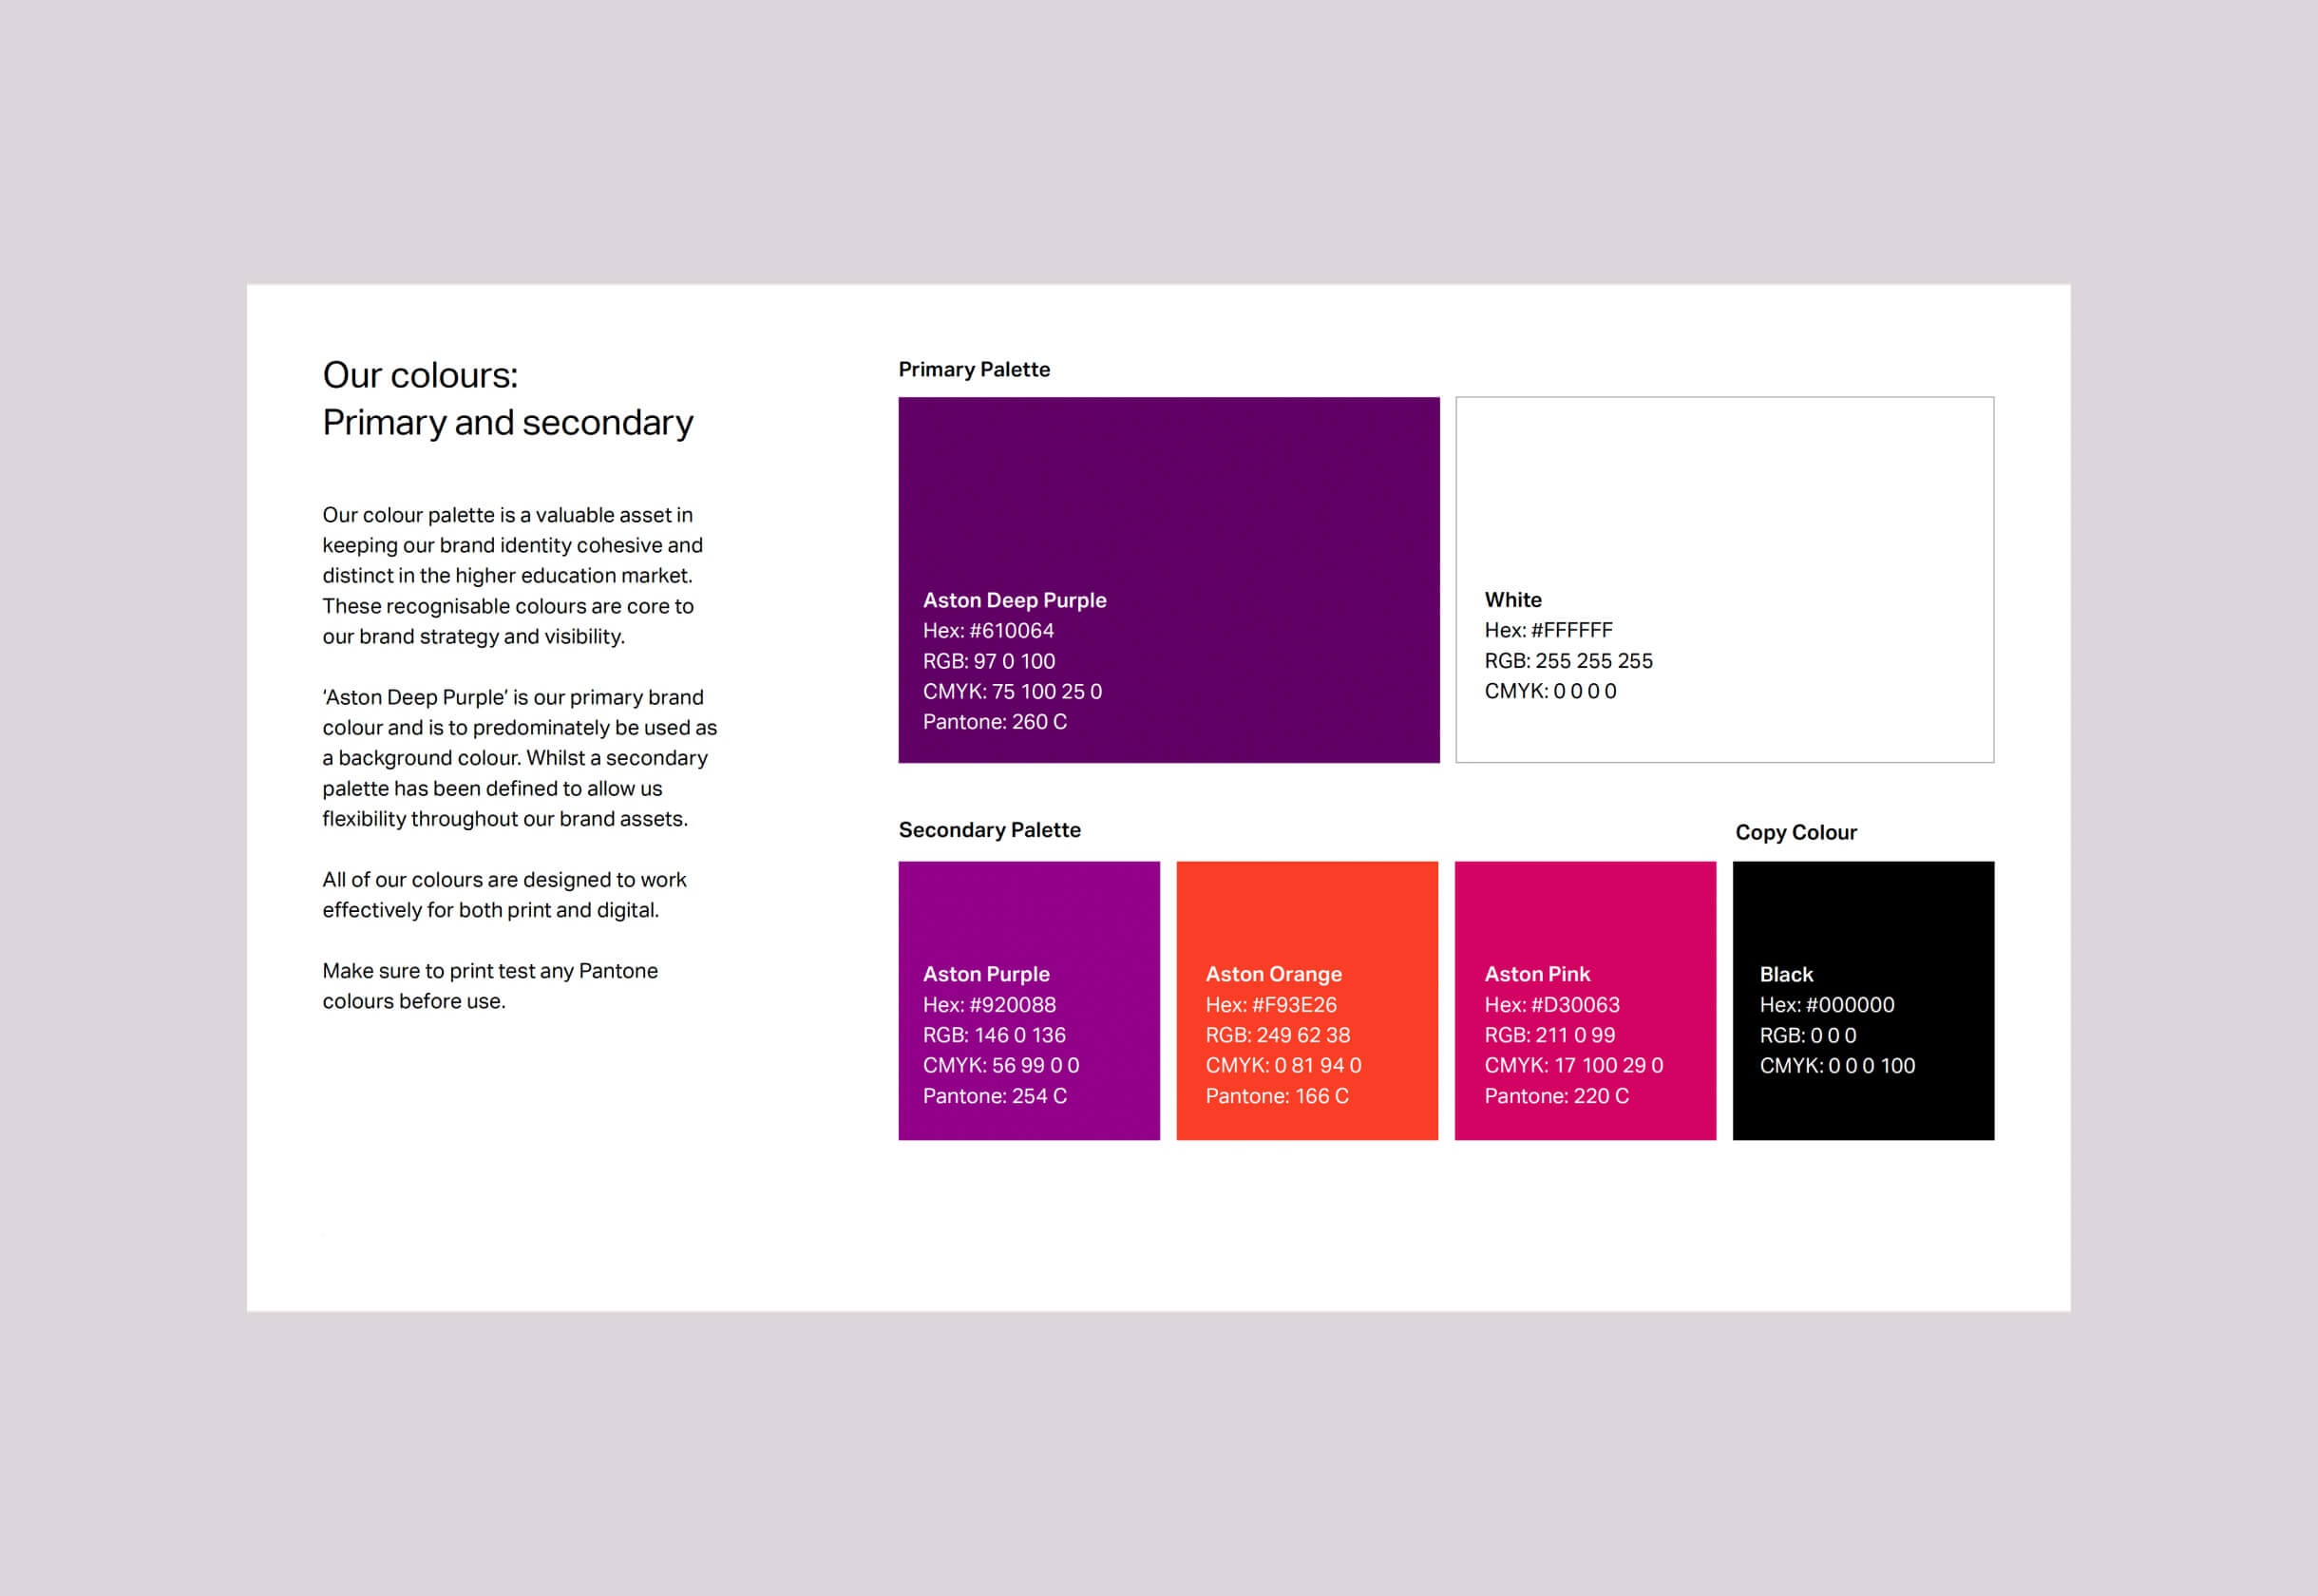 Our colours:
Primary and secondary
Our colour palette is a valuable asset in
keeping our brand identity cohesive and
distinct in the higher education market.
These recognisable colours are core to
our brand strategy and visibility.
‘Aston Deep Purple’ is our primary brand
colour and is to predominately be used as
a background colour. Whilst a secondary
palette has been defined to allow us
flexibility throughout our brand assets.
All of our colours are designed to work
effectively for both print and digital.
Make sure to print test any Pantone
colours before use.
Primary Palette
Aston Deep Purple
Hex: #610064
RGB: 97 0 100
CMYK: 75 100 25 0
Pantone: 260 C
White
Hex: #FFFFFF
RGB: 255 255 255
CMYK: 0 0 0 0
Secondary Palette
Aston Purple
Hex: #920088
RGB: 146 0 136
CMYK: 56 99 0 0
Pantone: 254 C
Aston Orange
Hex: #F93E26
RGB: 249 62 38
CMYK: 0 81 94 0
Pantone: 166 C
Aston Pink
Hex: #D30063
RGB: 211 0 99
CMYK: 17 100 29 0
Pantone: 220 C
Copy Colour
Black
Hex: #000000
RGB: 0 0 0
CMYK: 0 0 0 100